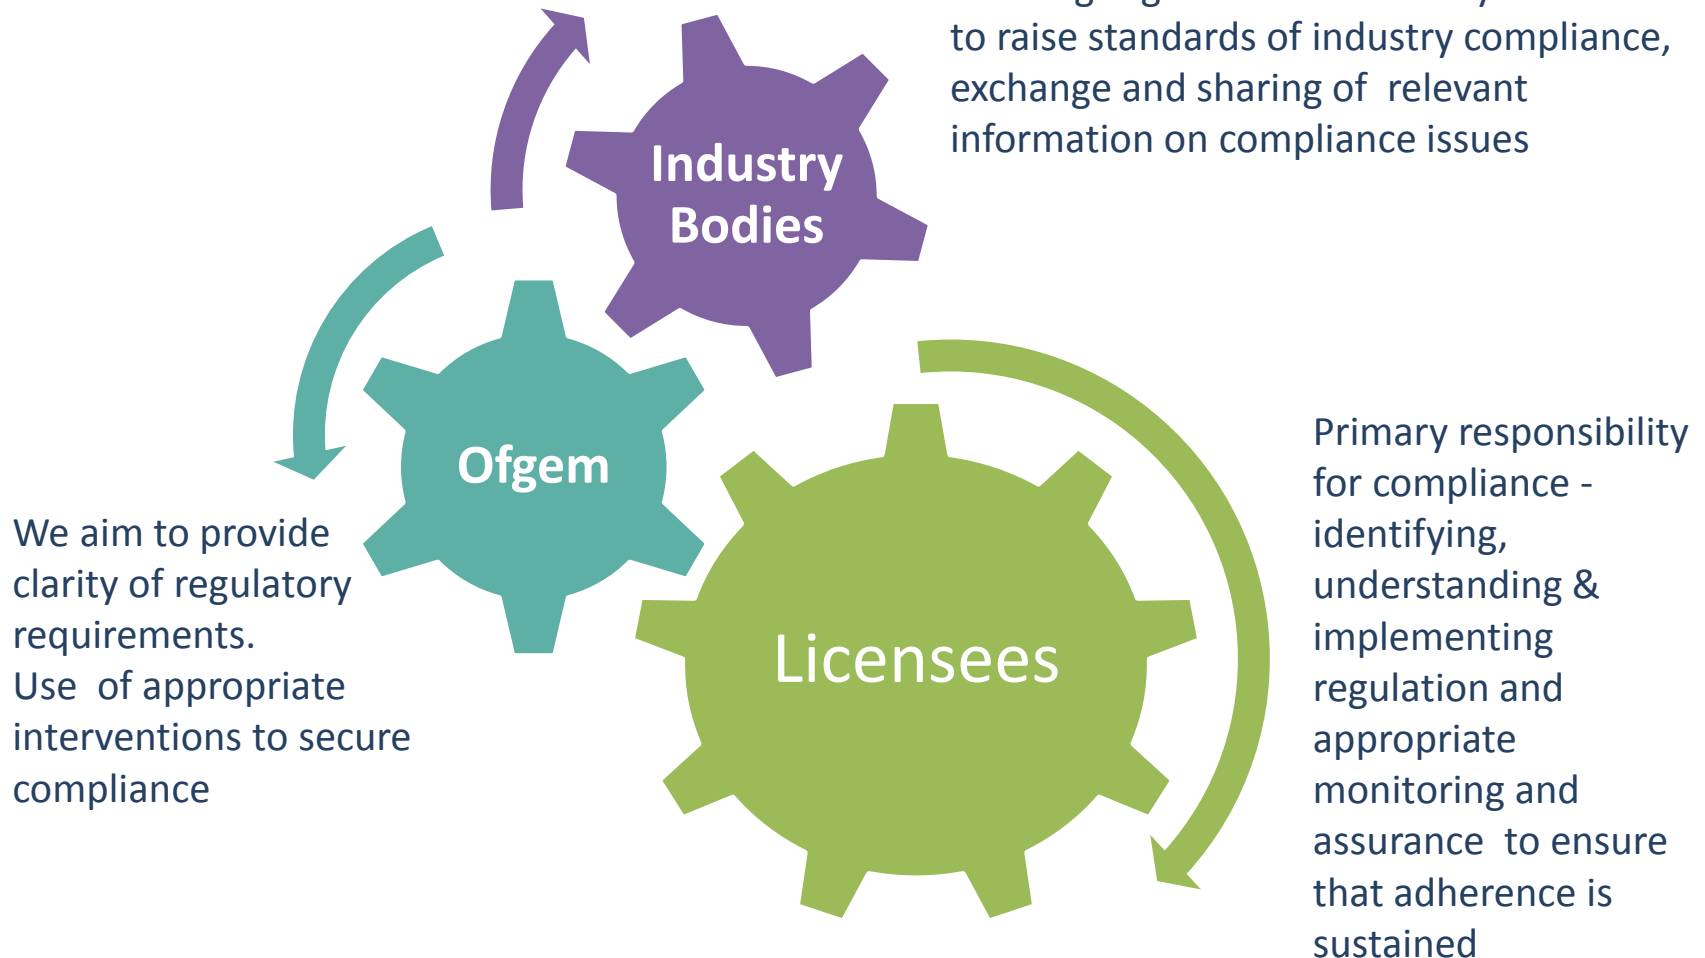 to raise standards of industry compliance,
exchange and sharing of relevant
information on compliance issues
Industry
Bodies
Ofgem
We aim to provide
clarity of regulatory
requirements.
Use of appropriate
interventions to secure
compliance
Licensees
Primary responsibility
for compliance -
identifying,
understanding &
implementing
regulation and
appropriate
monitoring and
assurance to ensure
that adherence is
sustained